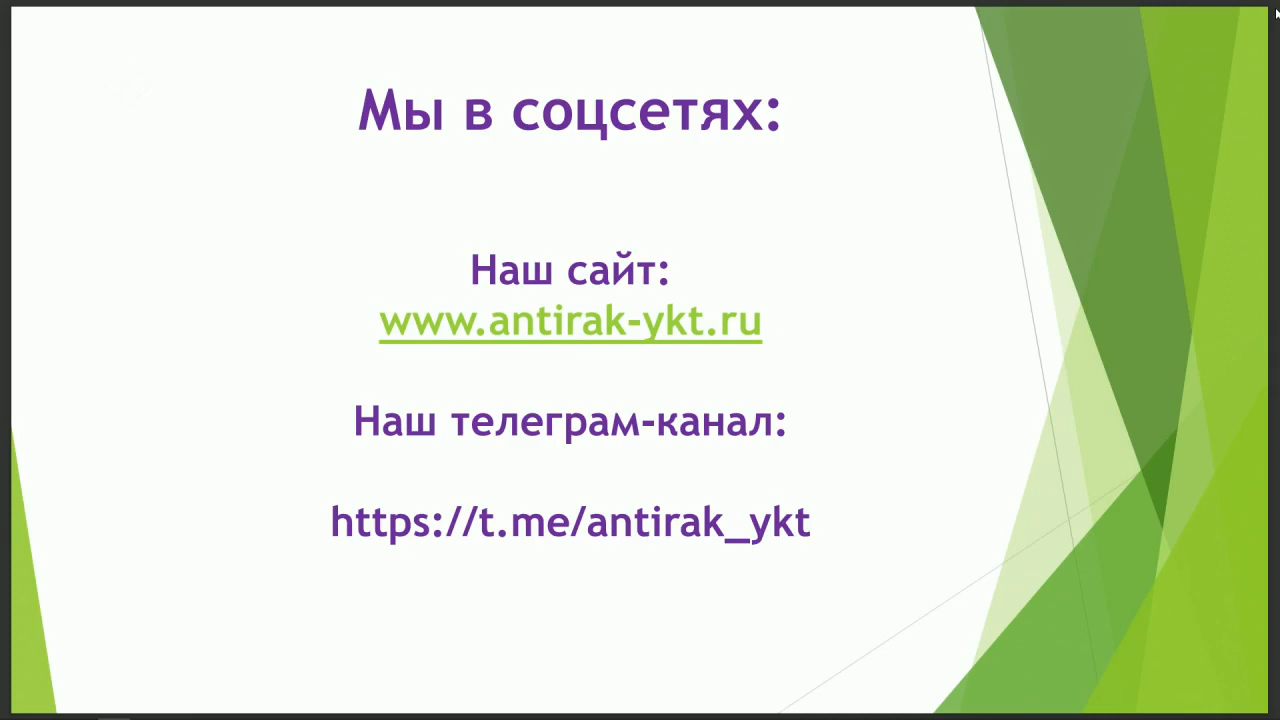 Мы в соцсетях:
Наш сайт:
www.antirak-ykt.ru
Наш телеграм-канал:
https://t.me/antirak_ykt